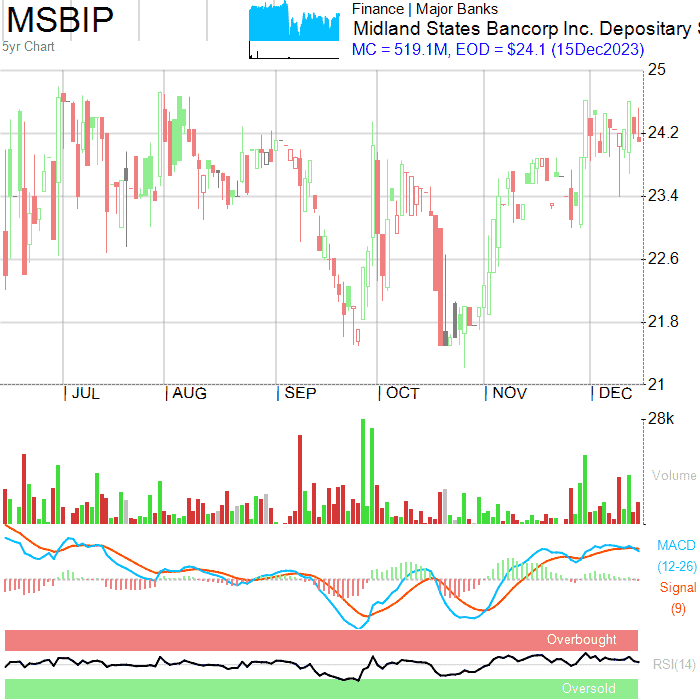 MSBIP
5yr Chart
Finance | Major Banks
Midland States Bancorp Inc. Depositary S
MC = 519.1M, EOD = $24.1 (15Dec2023)
25
24.2
23.4
22.6
21.8
21
JUL AUG SEP OCT NOV DEC
28k
Volume
MACD
(12-26)
Signal
(9)
Overbought
RSI(14)
Oversold